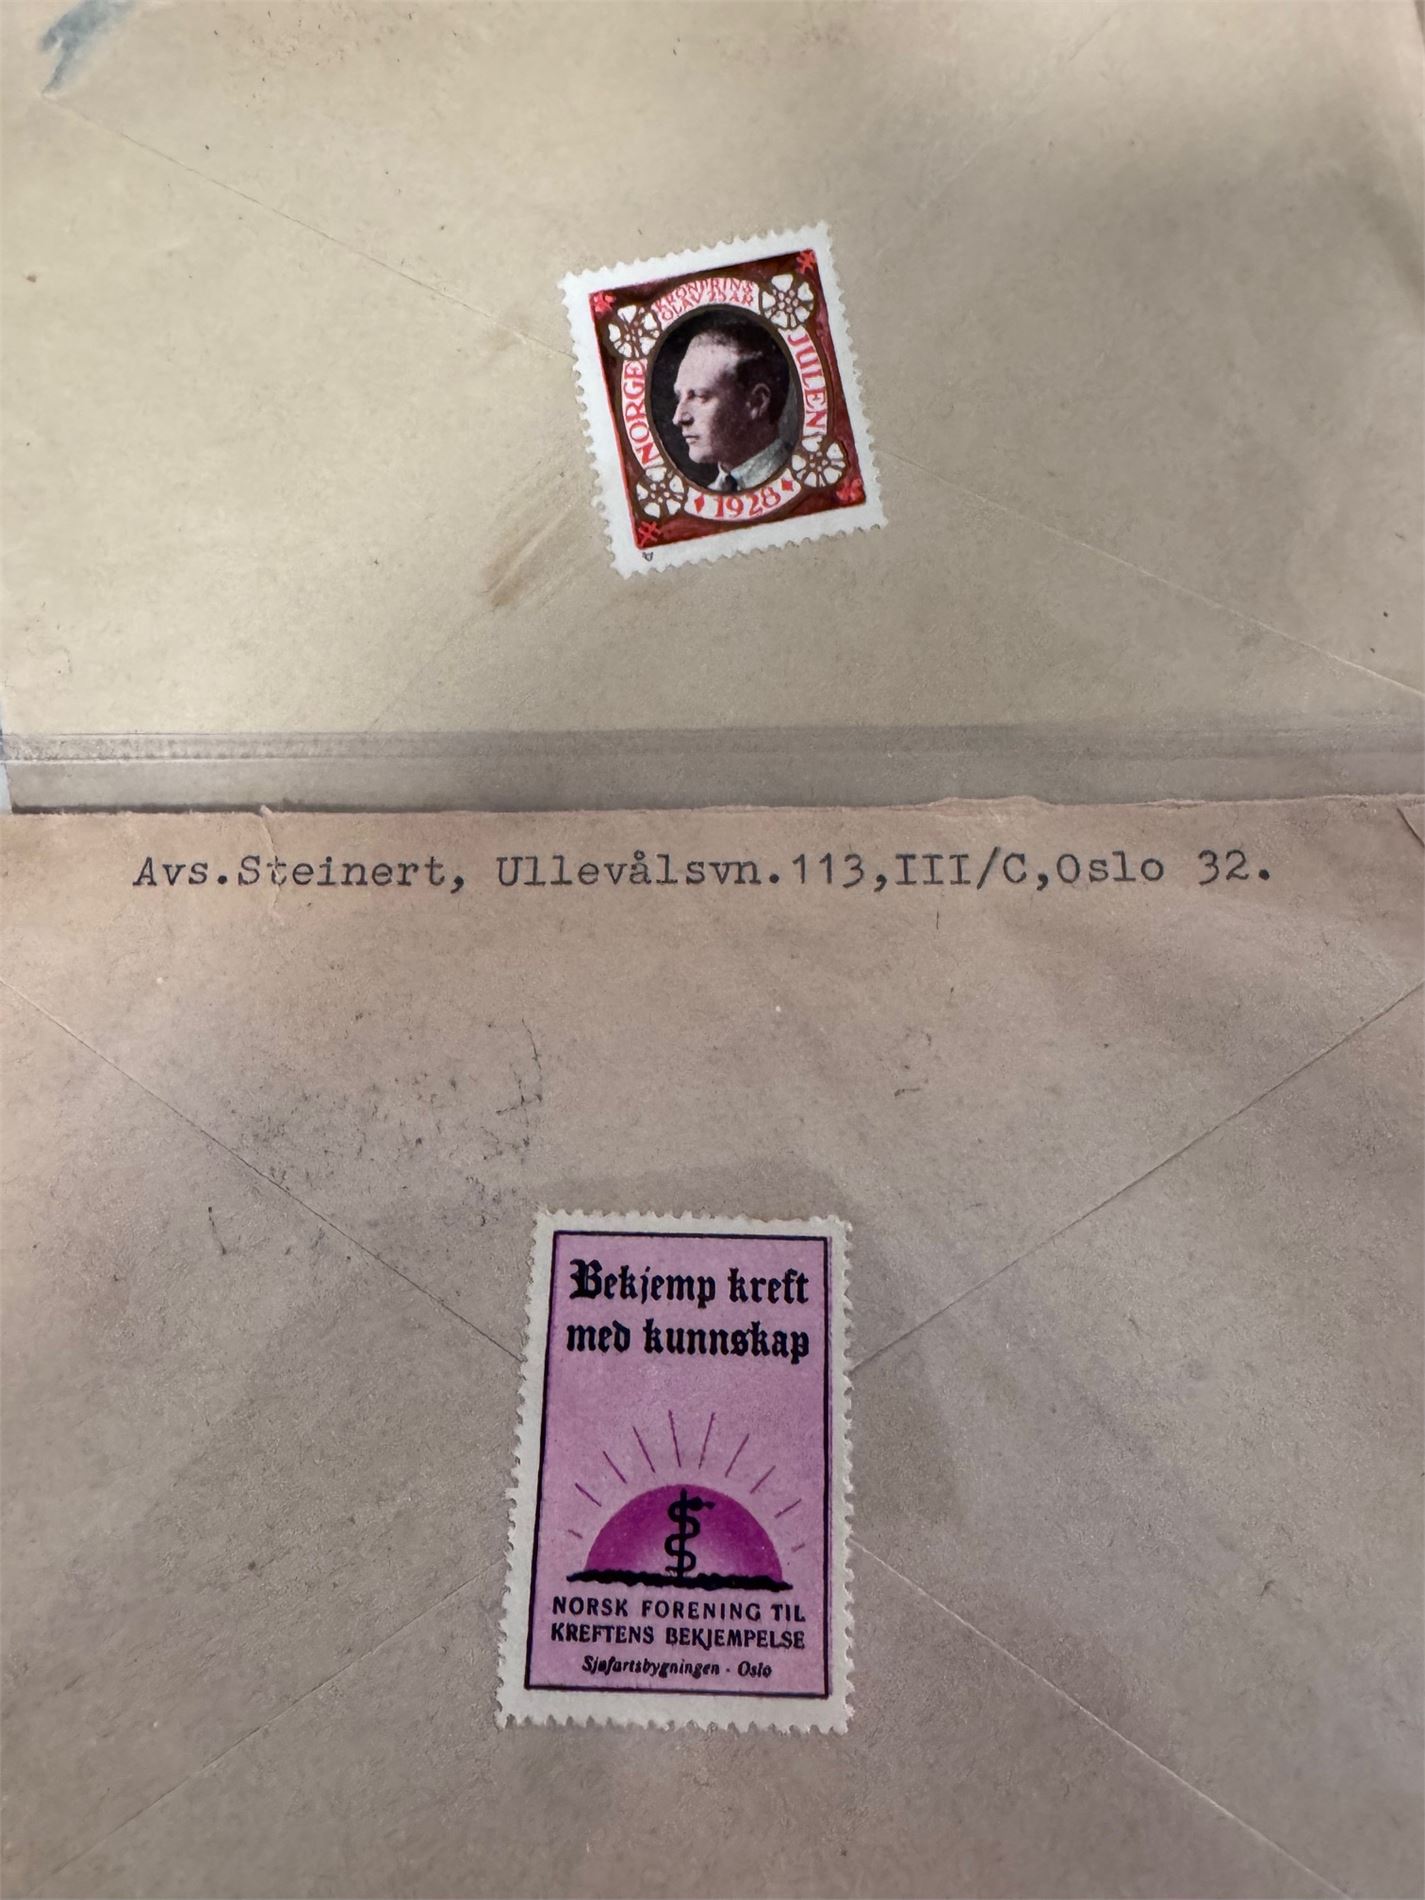 KRONPRINS
OLAV 25 ÅR
NORGE
JULEN
1928
Avs.Steinert, Ullevålsvn.113,III/C,Oslo 32.
Bekjemp kreft
med kunnskap
NORSK FORENING TIL
KREFTENS BEKJEMPELSE
Sjøfartsbygningen - Oslo